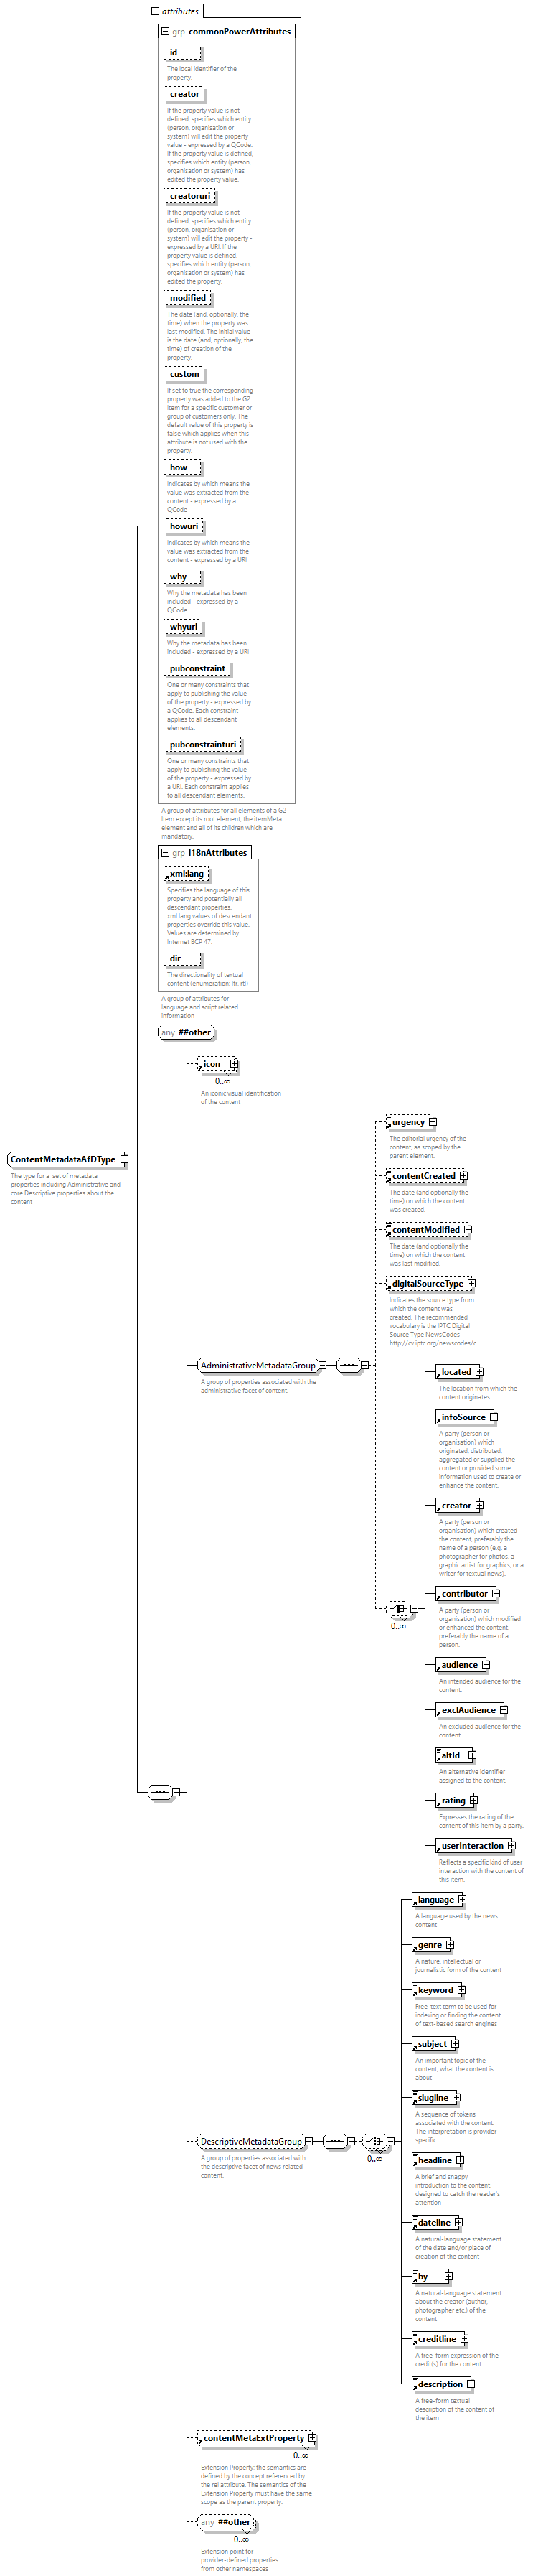 attributes
grp commonPowerAttributes
id
The local identifier of the
property.
creator
If the property value is not
defined, specifies which entity
(person, organisation or
system) will edit the property
value - expressed by a QCode.
If the property value is defined,
specifies which entity (person,
organisation or system) has
edited the property value.
creatoruri
If the property value is not
defined, specifies which entity
(person, organisation or
system) will edit the property -
expressed by a URI. If the
property value is defined,
specifies which entity (person,
organisation or system) has
edited the property.
modified
The date (and, optionally, the
time) when the property was
last modified. The initial value
is the date (and, optionally, the
time) of creation of the
property.
custom
If set to true the corresponding
property was added to the G2
Item for a specific customer or
group of customers only. The
default value of this property is
false which applies when this
attribute is not used with the
property.
how
Indicates by which means the
value was extracted from the
content - expressed by a
QCode
howuri
Indicates by which means the
value was extracted from the
content - expressed by a URI
why
Why the metadata has been
included - expressed by a
QCode
whyuri
Why the metadata has been
included - expressed by a URI
pubconstraint
One or many constraints that
apply to publishing the value
of the property - expressed by
a QCode. Each constraint
applies to all descendant
elements.
pubconstrainturi
One or many constraints that
apply to publishing the value
of the property - expressed by
a URI. Each constraint applies
to all descendant elements.
A group of attributes for all elements of a G2
Item except its root element, the itemMeta
element and all of its children which are
mandatory.
grp i18nAttributes
xml:lang
Specifies the language of this
property and potentially all
descendant properties.
xml:lang values of descendant
properties override this value.
Values are determined by
Internet BCP 47.
dir
The directionality of textual
content (enumeration: ltr, rtl)
A group of attributes for
language and script related
information
any ##other
icon
0..∞
An iconic visual identification
of the content
ContentMetadataAfDType
The type for a  set of metadata
properties including Administrative and
core Descriptive properties about the
content
urgency
The editorial urgency of the
content, as scoped by the
parent element.
contentCreated
The date (and optionally the
time) on which the content
was created.
contentModified
The date (and optionally the
time) on which the content
was last modified.
digitalSourceType
Indicates the source type from
which the content was
created. The recommended
vocabulary is the IPTC Digital
Source Type NewsCodes
http://cv.iptc.org/newscodes/c
AdministrativeMetadataGroup
A group of properties associated with the
administrative facet of content.
0..∞
located
The location from which the
content originates.
infoSource
A party (person or
organisation) which
originated, distributed,
aggregated or supplied the
content or provided some
information used to create or
enhance the content.
creator
A party (person or
organisation) which created
the content, preferably the
name of a person (e.g. a
photographer for photos, a
graphic artist for graphics, or a
writer for textual news).
contributor
A party (person or
organisation) which modified
or enhanced the content,
preferably the name of a
person.
audience
An intended audience for the
content.
exclAudience
An excluded audience for the
content.
altId
An alternative identifier
assigned to the content.
rating
Expresses the rating of the
content of this item by a party.
userInteraction
Reflects a specific kind of user
interaction with the content of
this item.
language
A language used by the news
content
genre
A nature, intellectual or
journalistic form of the content
keyword
Free-text term to be used for
indexing or finding the content
of text-based search engines
subject
An important topic of the
content; what the content is
about
slugline
A sequence of tokens
associated with the content.
The interpretation is provider
specific
DescriptiveMetadataGroup
A group of properties associated with
the descriptive facet of news related
content.
0..∞
headline
A brief and snappy
introduction to the content,
designed to catch the reader's
attention
dateline
A natural-language statement
of the date and/or place of
creation of the content
by
A natural-language statement
about the creator (author,
photographer etc.) of the
content
creditline
A free-form expression of the
credit(s) for the content
description
A free-form textual
description of the content of
the item
contentMetaExtProperty
0..∞
Extension Property; the semantics are
defined by the concept referenced by
the rel attribute. The semantics of the
Extension Property must have the same
scope as the parent property.
any ##other
0..∞
Extension point for
provider-defined properties
from other namespaces